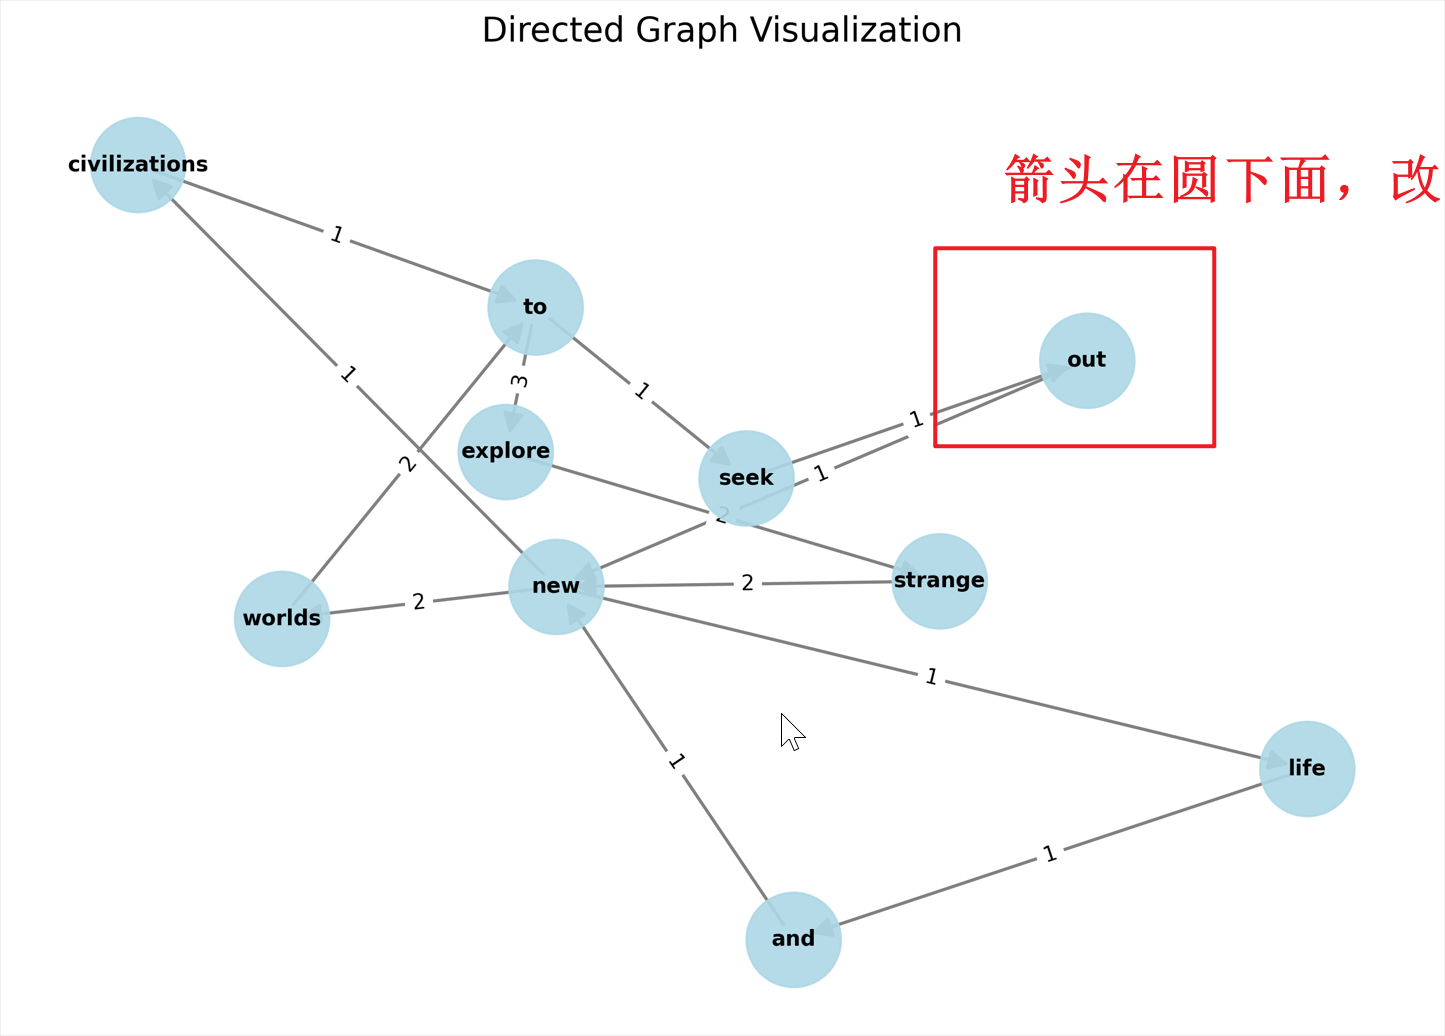 Directed Graph Visualization
civilizations
箭头在圆下面，改
1
to
out
1
3
1
1
explore
2
seek
1
2
strange
new
2
2
worlds
1
1
life
1
and